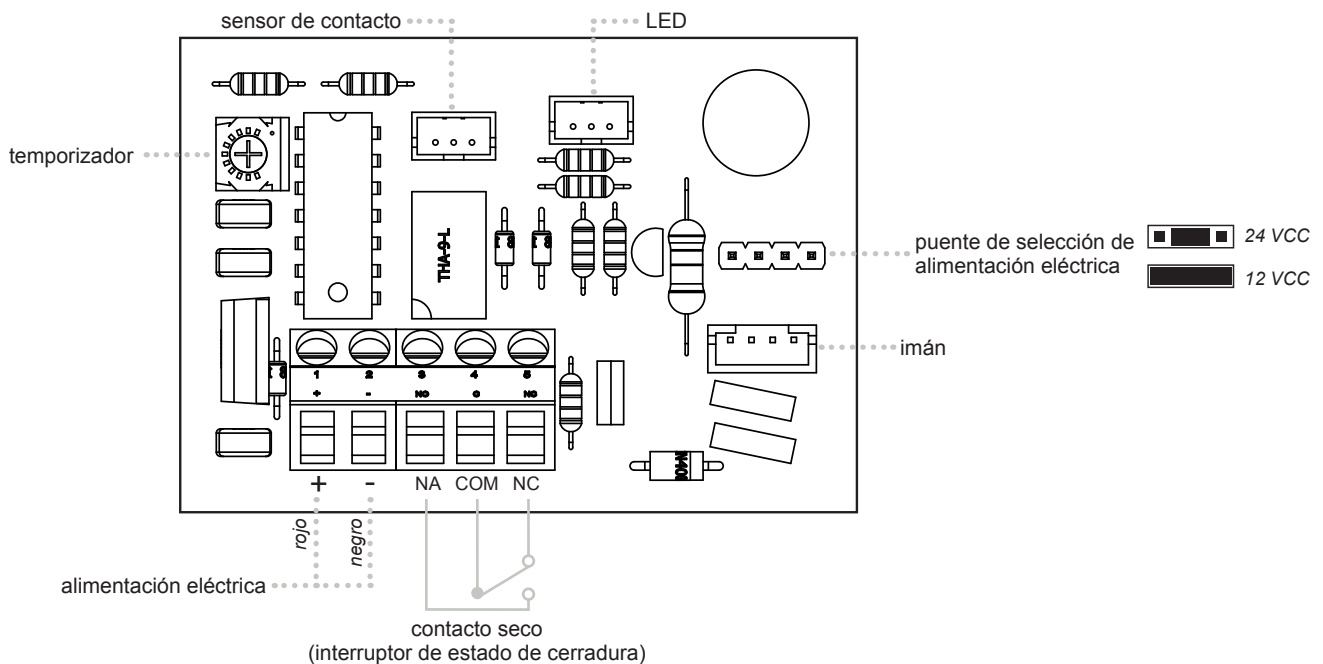 sensor de contacto
LED
temporizador
THA-9-L
puente de selección de
alimentación eléctrica
24 VCC
12 VCC
imán
1 2 3 4 5
+ - NO C NC
+ - NA COM NC
rojo
negro
alimentación eléctrica
contacto seco
(interruptor de estado de cerradura)